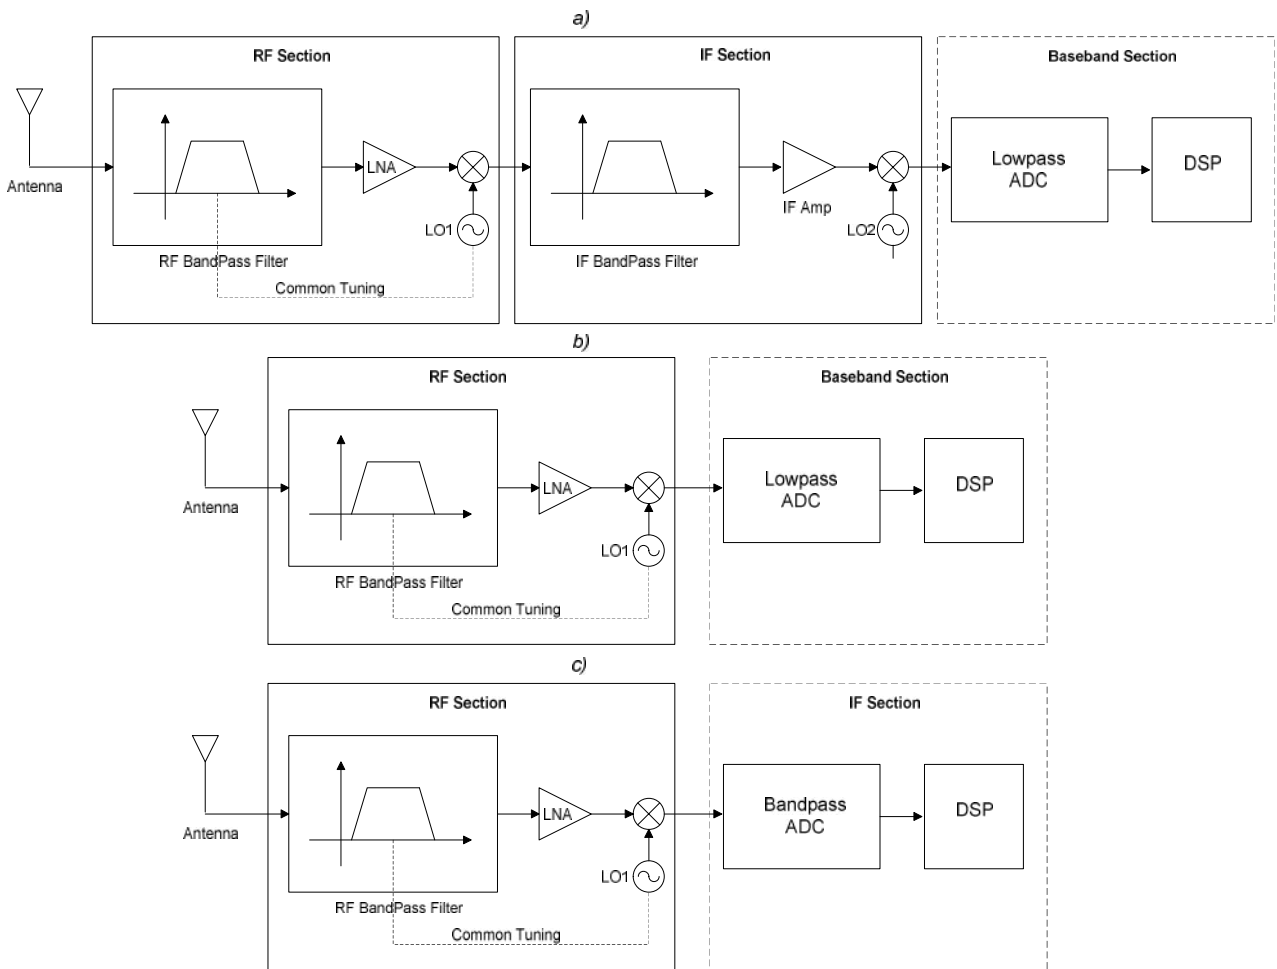 a)
RF Section
IF Section
Baseband Section
Antenna
LNA
LO1
RF BandPass Filter
Common Tuning
IF Amp
LO2
IF BandPass Filter
Lowpass
ADC
DSP
b)
RF Section
Baseband Section
Antenna
LNA
LO1
RF BandPass Filter
Common Tuning
Lowpass
ADC
DSP
c)
RF Section
IF Section
Antenna
LNA
LO1
RF BandPass Filter
Common Tuning
Bandpass
ADC
DSP